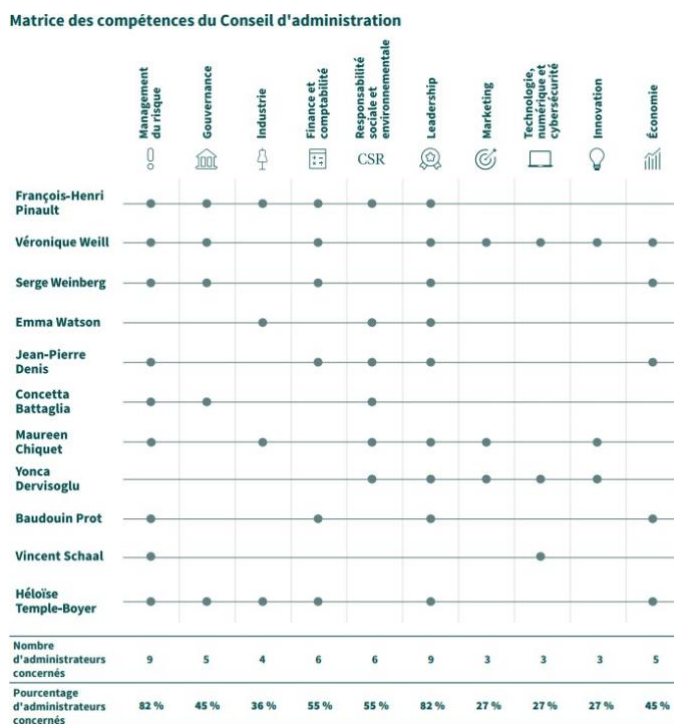 Matrice des compétences du Conseil d'administration
Management
du risque
Gouvernance
Industrie
Finance et
comptabilité
Responsabilité
sociale et
environnementale
Leadership
Marketing
Technologie,
numérique et
cybersécurité
Innovation
Économie
CSR
François-Henri
Pinault
Véronique Weill
Serge Weinberg
Emma Watson
Jean-Pierre
Denis
Concetta
Battaglia
Maureen
Chiquet
Yonca
Dervisoglu
Baudouin Prot
Vincent Schaal
Héloïse
Temple-Boyer
Nombre
d'administrateurs
concernés
9 5 4 6 6 9 3 3 3 5
Pourcentage
d'administrateurs
concernés
82 % 45 % 36 % 55 % 55 % 82 % 27 % 27 % 27 % 45 %